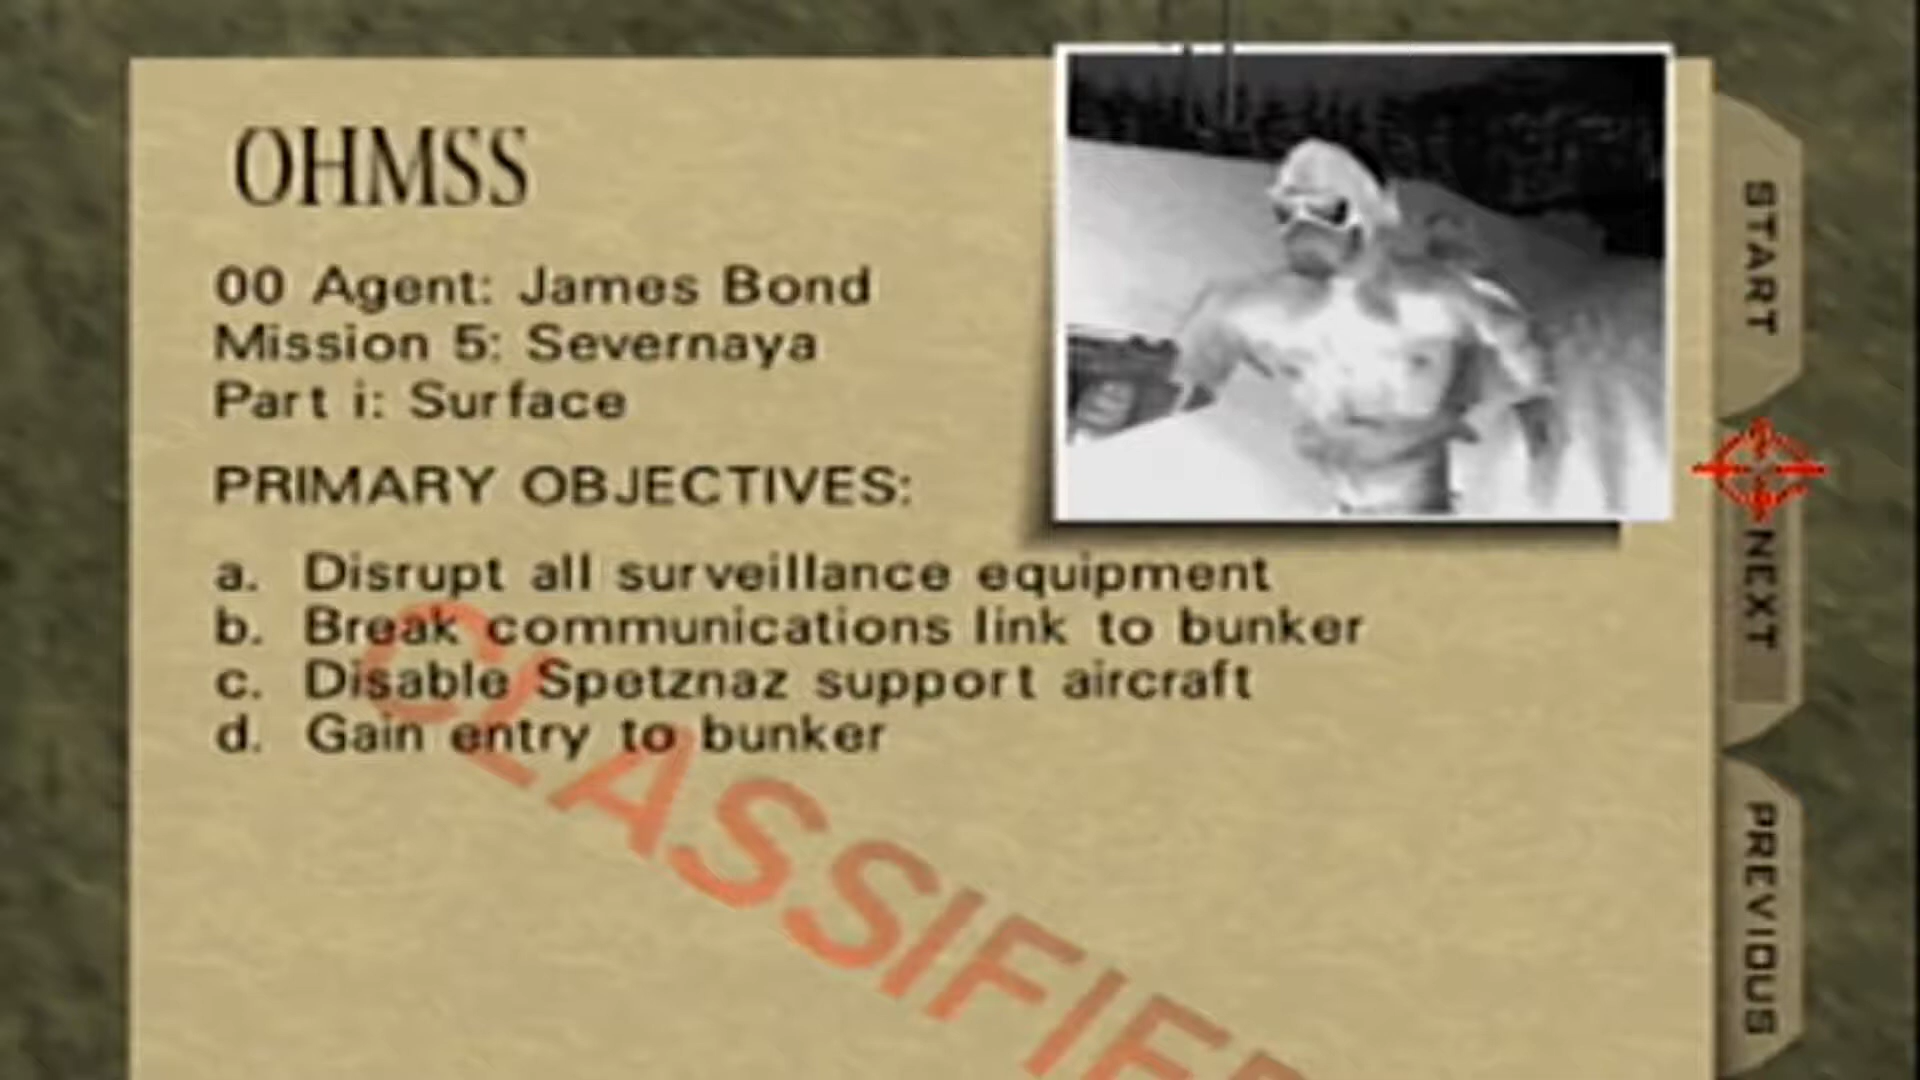 OHMSS
00 Agent: James Bond
Mission 5: Severnaya
Part i: Surface
PRIMARY OBJECTIVES:
a. Disrupt all surveillance equipment
b. Break communications link to bunker
c. Disable Spetznaz support aircraft
d. Gain entry to bunker
CLASSIFIE
START
NEXT
PREVIOUS